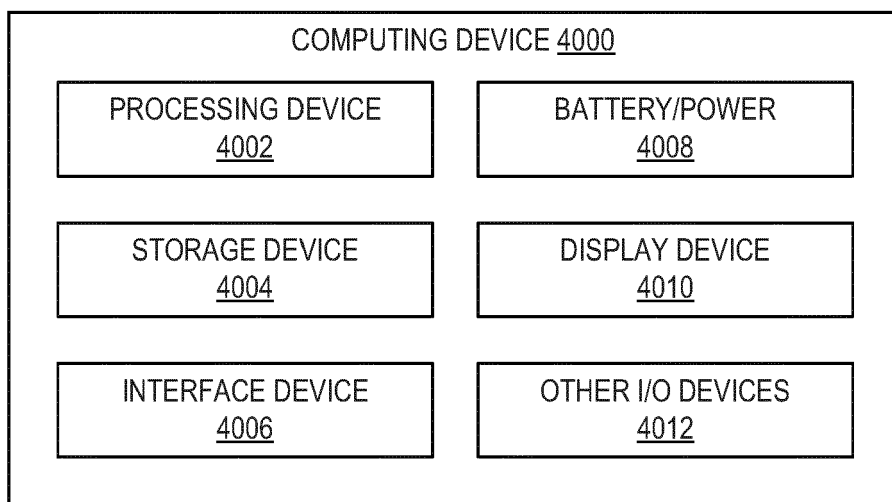 COMPUTING DEVICE 4000
PROCESSING DEVICE
4002
BATTERY/POWER
4008
STORAGE DEVICE
4004
DISPLAY DEVICE
4010
INTERFACE DEVICE
4006
OTHER I/O DEVICES
4012